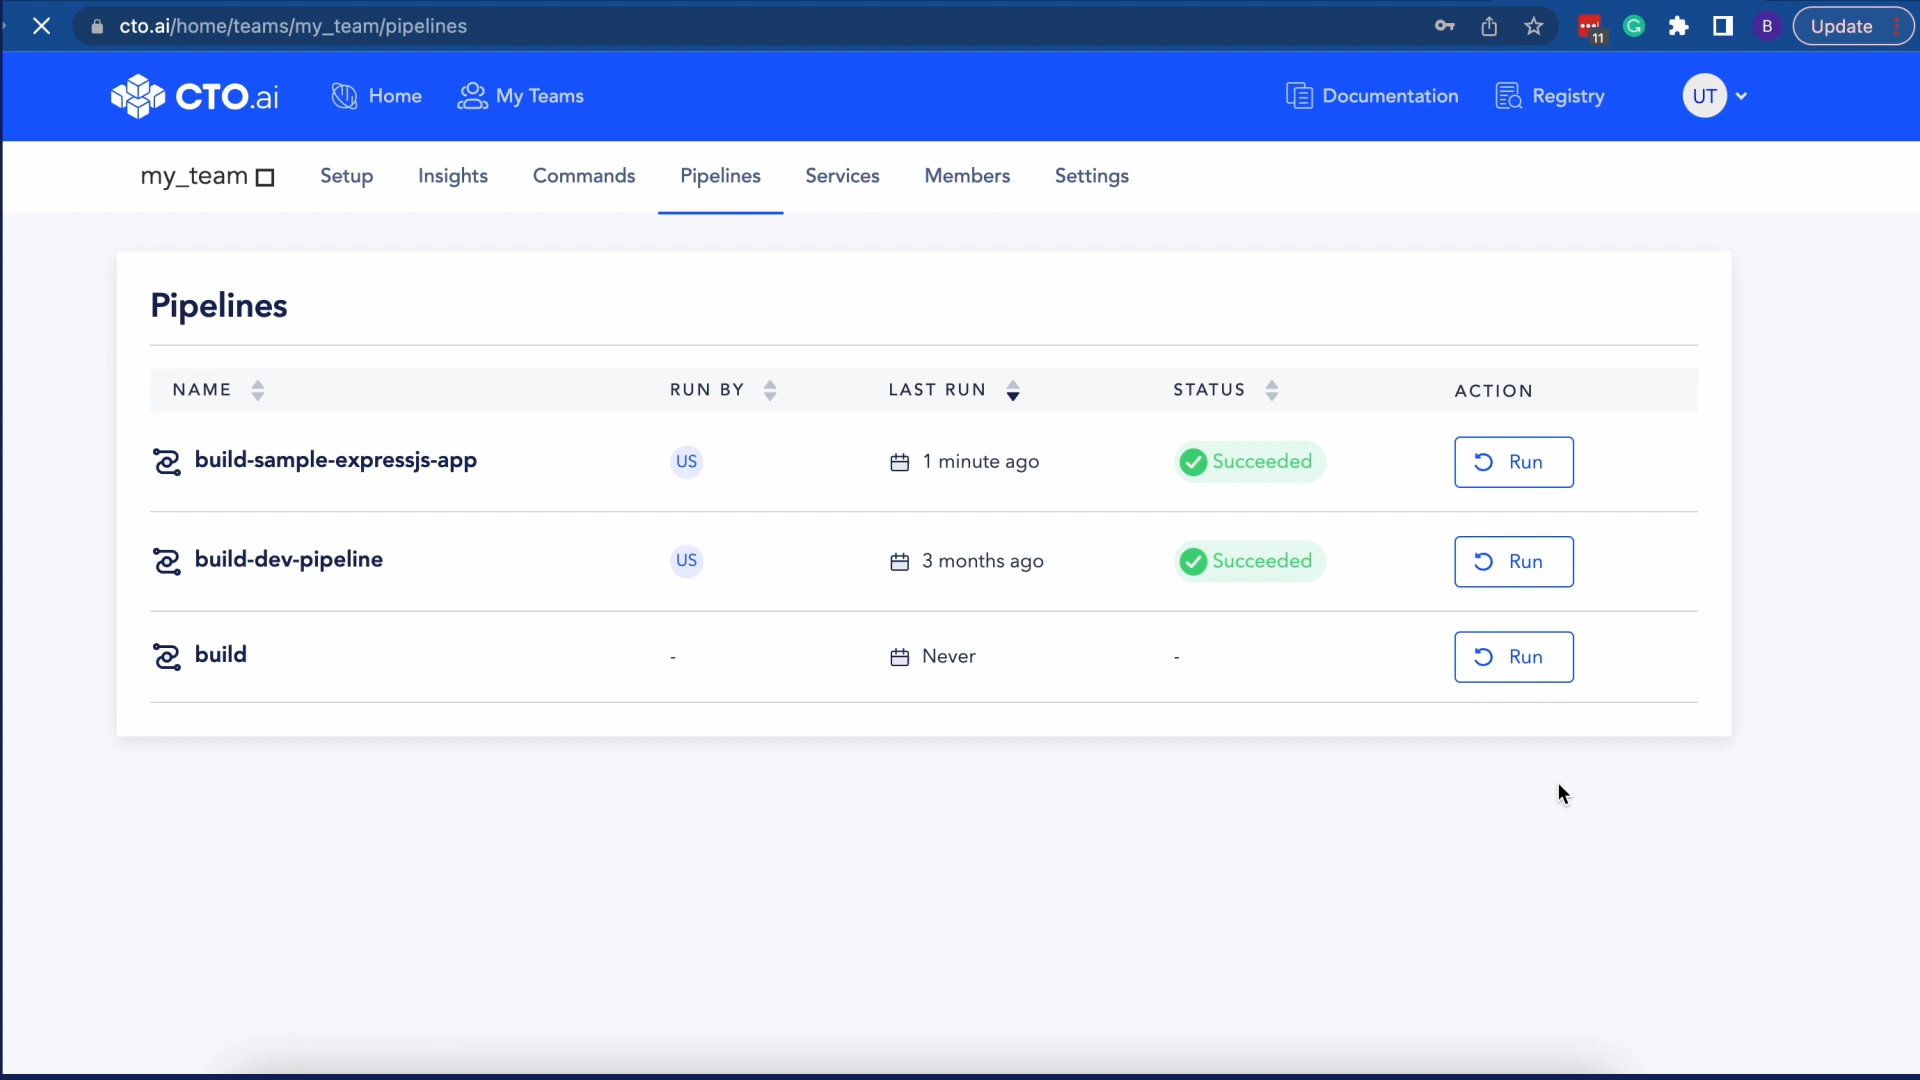 cto.ai/home/teams/my_team/pipelines
11
G
B
Update
CTO.ai
Home
My Teams
Documentation
Registry
UT
my_team
Setup
Insights
Commands
Pipelines
Services
Members
Settings
Pipelines
NAME
RUN BY
LAST RUN
STATUS
ACTION
build-sample-expressjs-app
US
1 minute ago
Succeeded
Run
build-dev-pipeline
US
3 months ago
Succeeded
Run
build
-
Never
-
Run